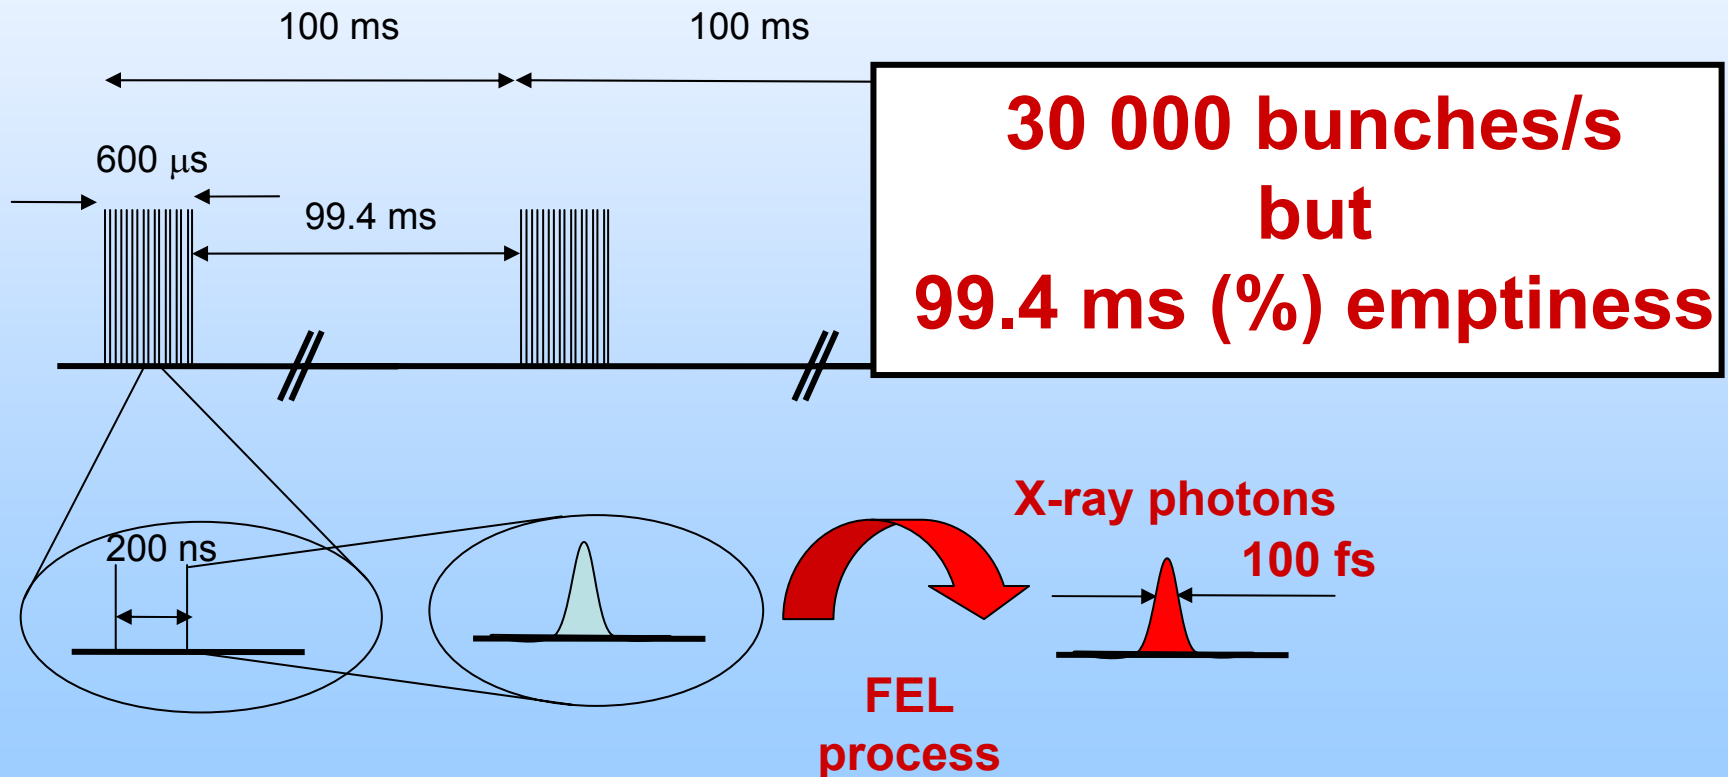 100 ms
100 ms
600 μs
99.4 ms
30 000 bunches/s
but
99.4 ms (%) emptiness
200 ns
X-ray photons
100 fs
FEL
process